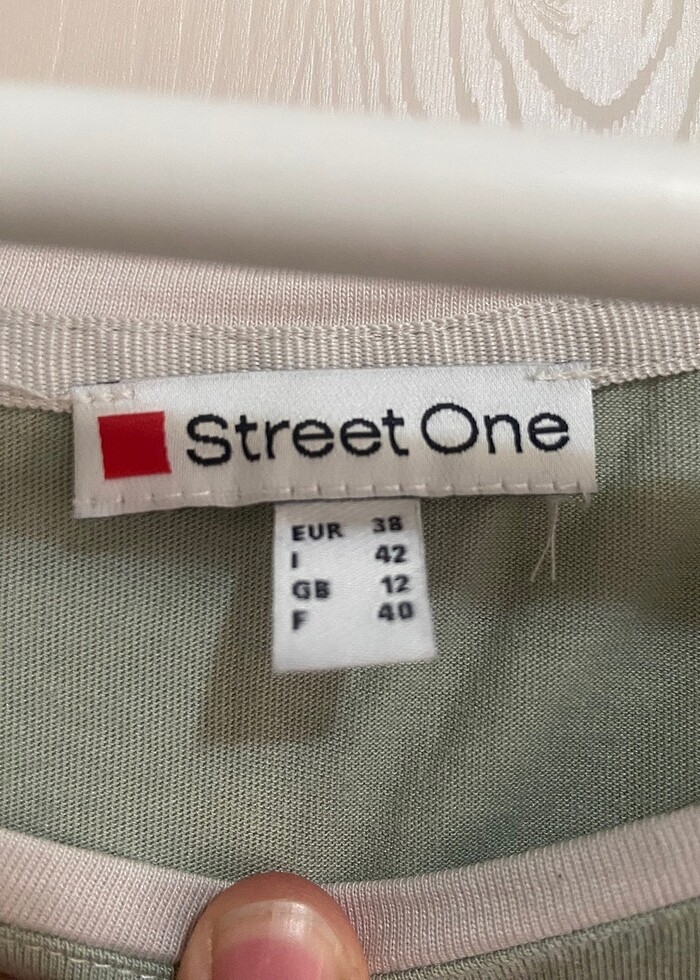 Street One
EUR 38
I 42
GB 12
F 40